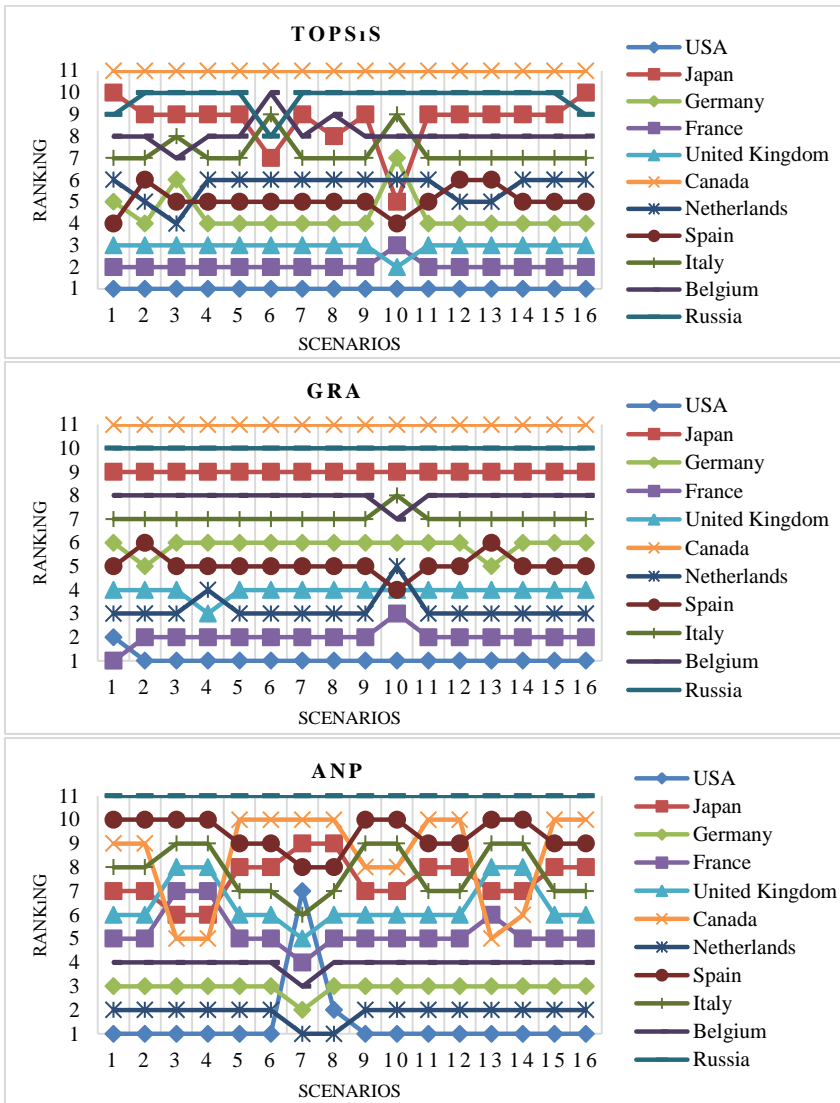 TOPSıS
11
10
9
8
7
6
5
4
3
2
1
RANKıNG
1 2 3 4 5 6 7 8 9 10 11 12 13 14 15 16
SCENARIOS
USA
Japan
Germany
France
United Kingdom
Canada
Netherlands
Spain
Italy
Belgium
Russia
GRA
11
10
9
8
7
6
5
4
3
2
1
RANKıNG
1 2 3 4 5 6 7 8 9 10 11 12 13 14 15 16
SCENARIOS
USA
Japan
Germany
France
United Kingdom
Canada
Netherlands
Spain
Italy
Belgium
Russia
ANP
11
10
9
8
7
6
5
4
3
2
1
RANKıNG
1 2 3 4 5 6 7 8 9 10 11 12 13 14 15 16
SCENARIOS
USA
Japan
Germany
France
United Kingdom
Canada
Netherlands
Spain
Italy
Belgium
Russia